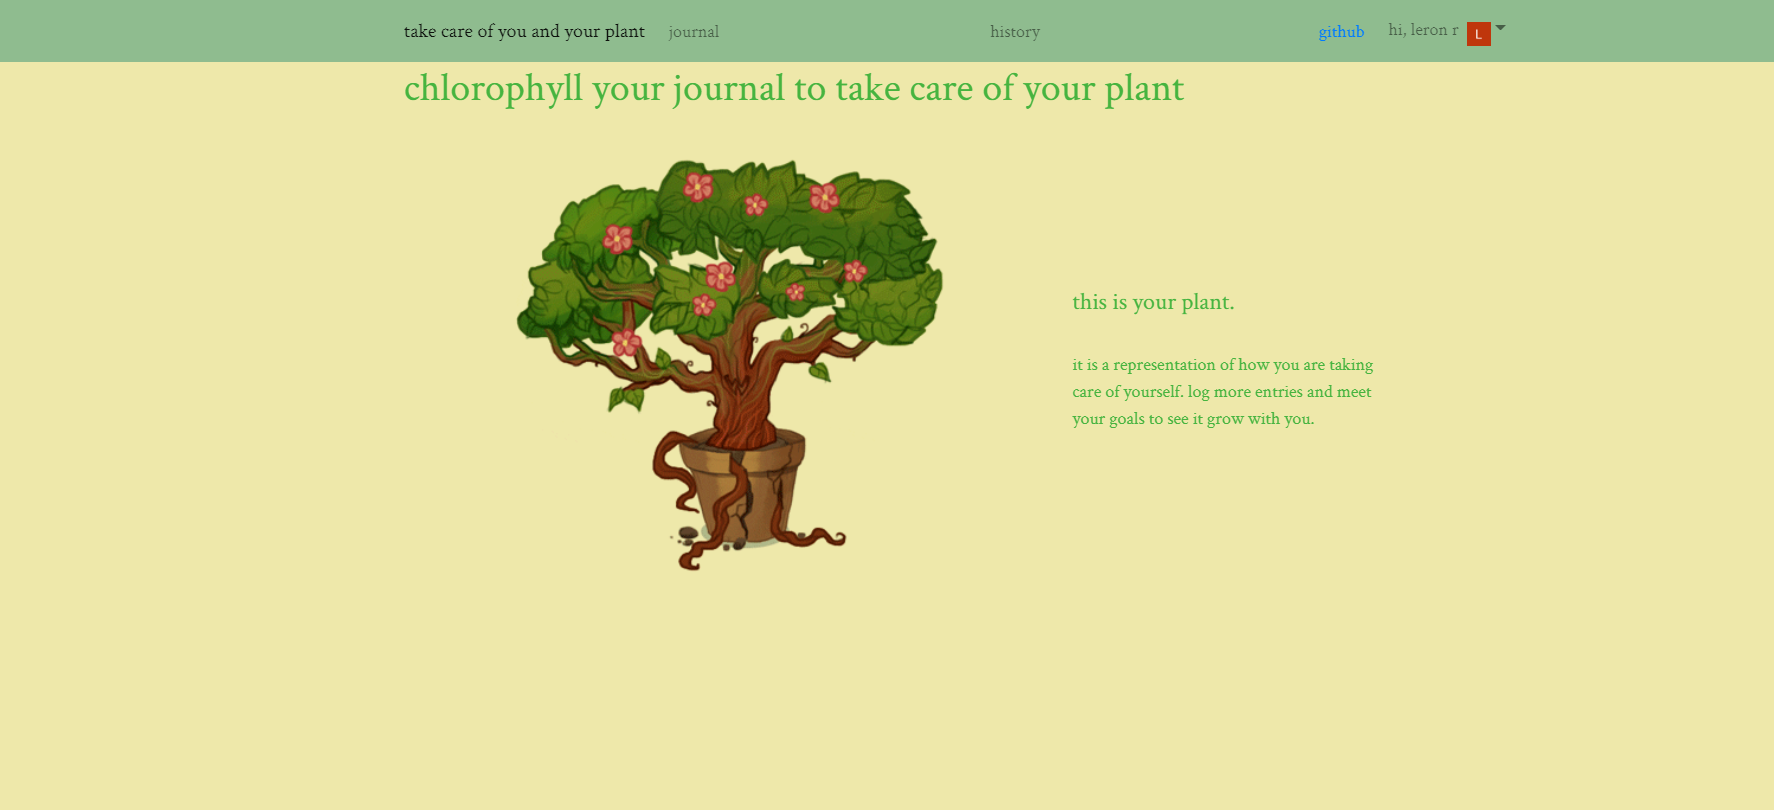 take care of you and your plant journal history github hi, leron r L
chlorophyll your journal to take care of your plant
this is your plant.
it is a representation of how you are taking
care of yourself. log more entries and meet
your goals to see it grow with you.